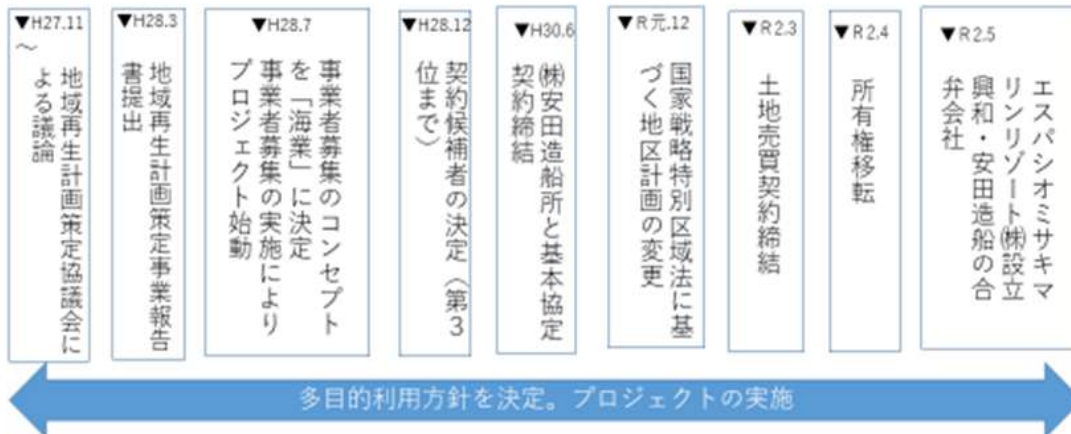 ▼H27.11
～
地域再生計画策定協議会に
よる議論
▼H28.3
地域再生計画策定事業報告
書提出
▼H28.7
事業者募集のコンセプト
を「海業」に決定
事業者募集の実施により
プロジェクト始動
▼H28.12
契約候補者の決定（第3
位まで）
▼H30.6
㈱安田造船所と基本協定
契約締結
▼R元.12
国家戦略特別区域法に基
づく地区計画の変更
▼R2.3
土地売買契約締結
▼R2.4
所有権移転
▼R2.5
エスパシオミサキマ
リンリゾート㈱設立
興和・安田造船の合
弁会社
多目的利用方針を決定。プロジェクトの実施